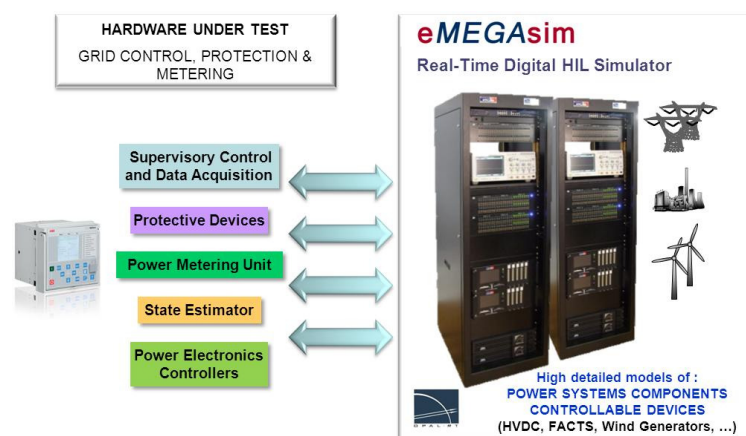 HARDWARE UNDER TEST
GRID CONTROL, PROTECTION &
METERING
eMEGAsim
Real-Time Digital HIL Simulator
Supervisory Control
and Data Acquisition
Protective Devices
Power Metering Unit
State Estimator
Power Electronics
Controllers
High detailed models of :
POWER SYSTEMS COMPONENTS
CONTROLLABLE DEVICES
(HVDC, FACTS, Wind Generators, …)
OPAL-RT